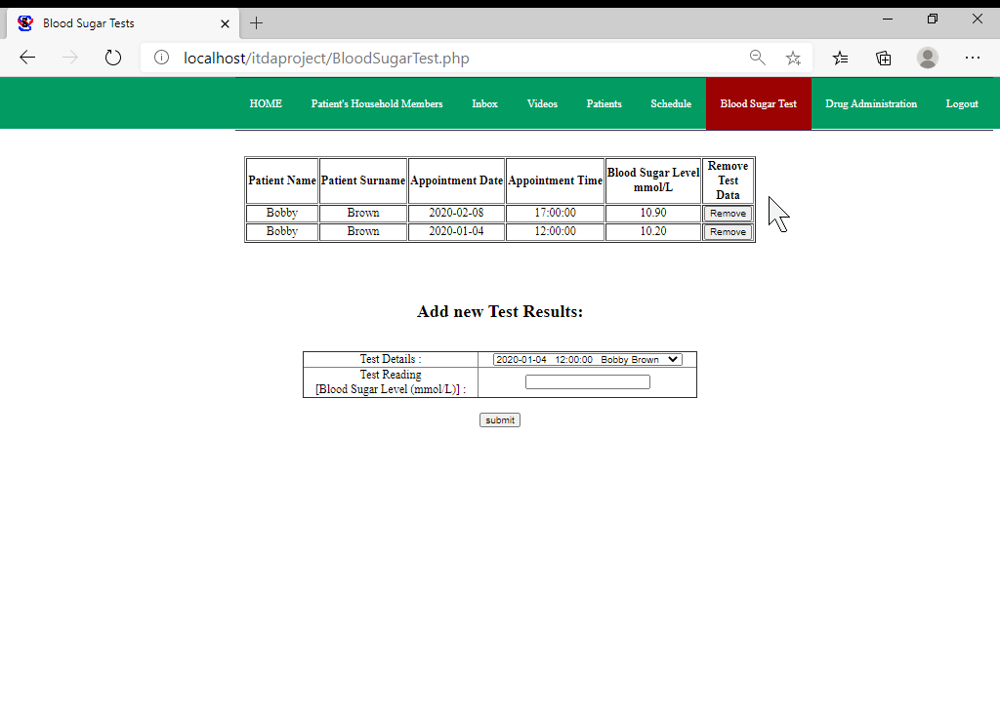 Blood Sugar Tests
localhost/itdaproject/BloodSugarTest.php
HOME Patient's Household Members Inbox Videos Patients Schedule Blood Sugar Test Drug Administration Logout
Patient Name Patient Surname Appointment Date Appointment Time Blood Sugar Level mmol/L Remove Test Data
Bobby Brown 2020-02-08 17:00:00 10.90 Remove
Bobby Brown 2020-01-04 12:00:00 10.20 Remove
Add new Test Results:
Test Details : 2020-01-04 12:00:00 Bobby Brown
Test Reading
[Blood Sugar Level (mmol/L)] :
submit